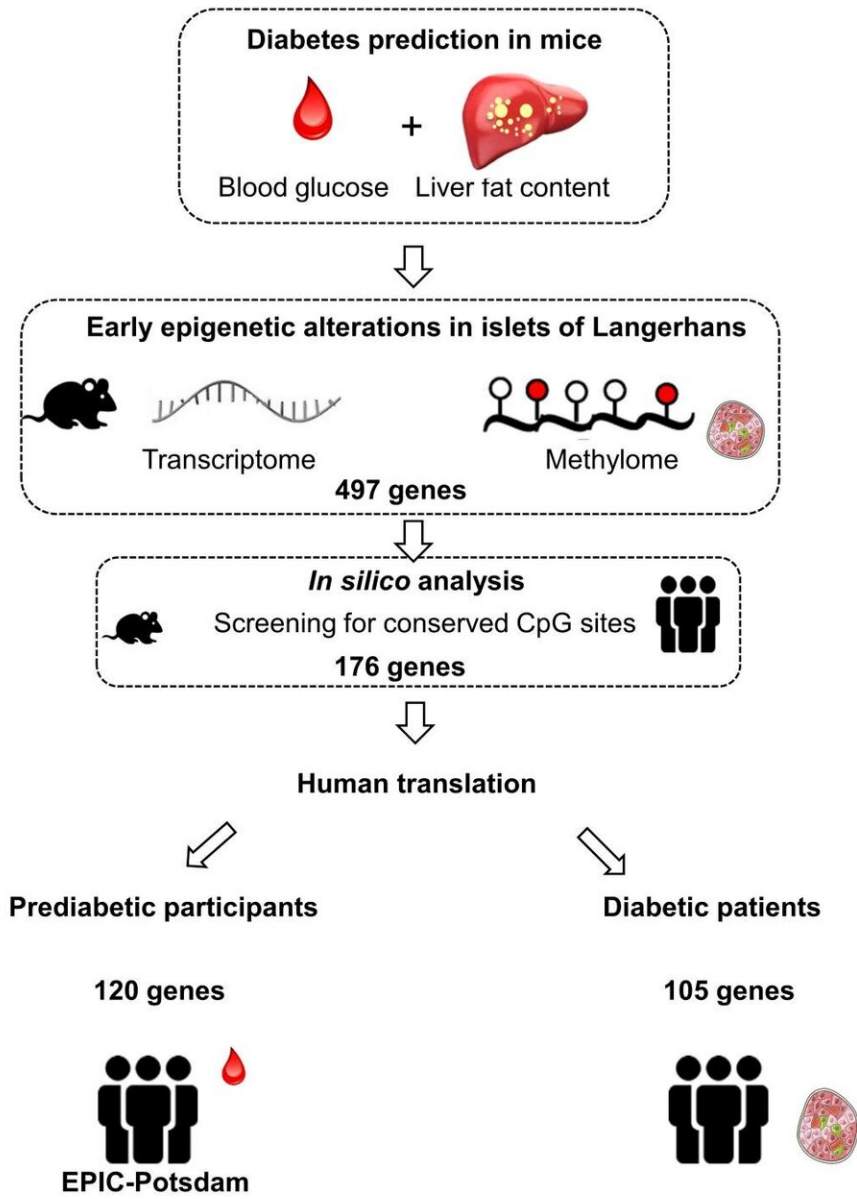 Diabetes prediction in mice
+
Blood glucose Liver fat content
Early epigenetic alterations in islets of Langerhans
Transcriptome Methylome
497 genes
In silico analysis
Screening for conserved CpG sites
176 genes
Human translation
Prediabetic participants Diabetic patients
120 genes 105 genes
EPIC-Potsdam